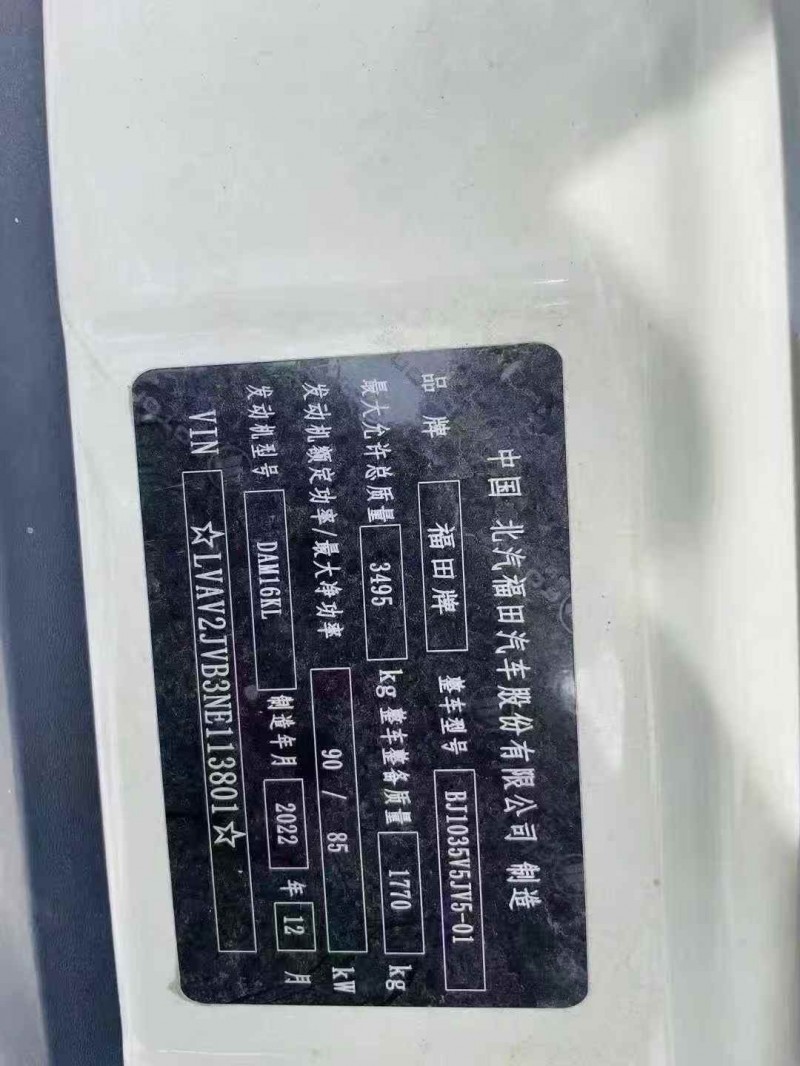 中国 北汽福田汽车股份有限公司 制造
品牌 福田牌 整车型号 BJ1035V5JV5-01
最大允许总质量 3495 kg 整车整备质量 1770 kg
发动机额定功率/最大净功率 90 / 85 kW
发动机型号 DAM16KL 制造年月 2022 年 12 月
VIN ☆LVAV2JVB3NE113801☆